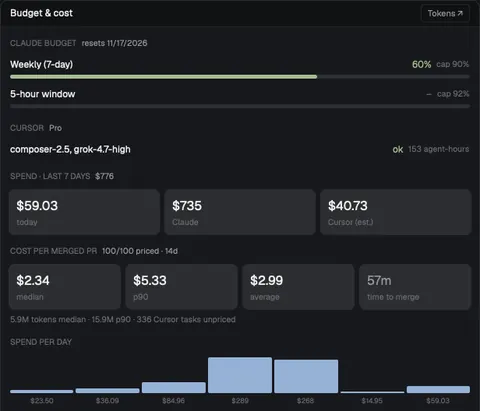 Budget & cost
Tokens ↗
CLAUDE BUDGET resets 11/17/2026
Weekly (7-day) 60% cap 90%
5-hour window – cap 92%
CURSOR Pro
composer-2.5, grok-4.7-high ok 153 agent-hours
SPEND · LAST 7 DAYS $776
$59.03 $735 $40.73
today Claude Cursor (est.)
COST PER MERGED PR 100/100 priced · 14d
$2.34 $5.33 $2.99 57m
median p90 average time to merge
5.9M tokens median · 15.9M p90 · 336 Cursor tasks unpriced
SPEND PER DAY
$23.50 $36.09 $84.96 $289 $268 $14.95 $59.03